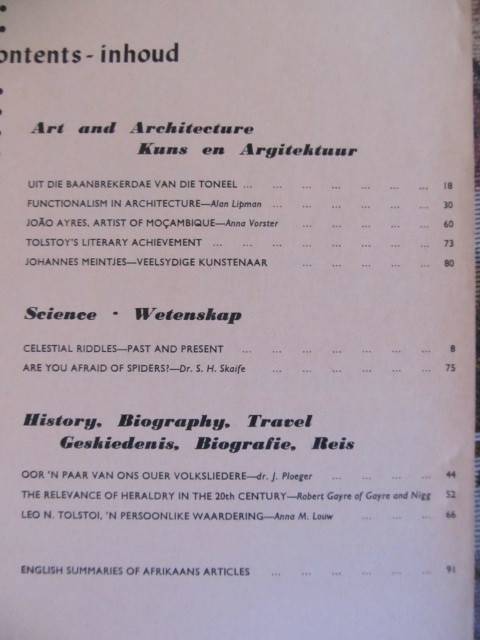 ontents - inhoud
Art and Architecture
Kuns en Argitektuur
UIT DIE BAANBREKERDAE VAN DIE TONEEL ... ... ... ... ... ... ... 18
FUNCTIONALISM IN ARCHITECTURE—Alan Lipman ... ... ... ... ... ... 30
JOÃO AYRES, ARTIST OF MOÇAMBIQUE—Anna Vorster ... ... ... ... ... ... 60
TOLSTOY'S LITERARY ACHIEVEMENT ... ... ... ... ... ... ... ... 73
JOHANNES MEINTJES—VEELSYDIGE KUNSTENAAR ... ... ... ... ... 80
Science · Wetenskap
CELESTIAL RIDDLES—PAST AND PRESENT ... ... ... ... ... ... ... 8
ARE YOU AFRAID OF SPIDERS?—Dr. S. H. Skaife ... ... ... ... ... ... 75
History, Biography, Travel
Geskiedenis, Biografie, Reis
OOR 'N PAAR VAN ONS OUER VOLKSLIEDERE—dr. J. Ploeger ... ... ... ... 44
THE RELEVANCE OF HERALDRY IN THE 20th CENTURY—Robert Gayre of Gayre and Nigg 52
LEO N. TOLSTOI, 'N PERSOONLIKE WAARDERING—Anna M. Louw ... ... ... 66
ENGLISH SUMMARIES OF AFRIKAANS ARTICLES ... ... ... ... ... ... 91